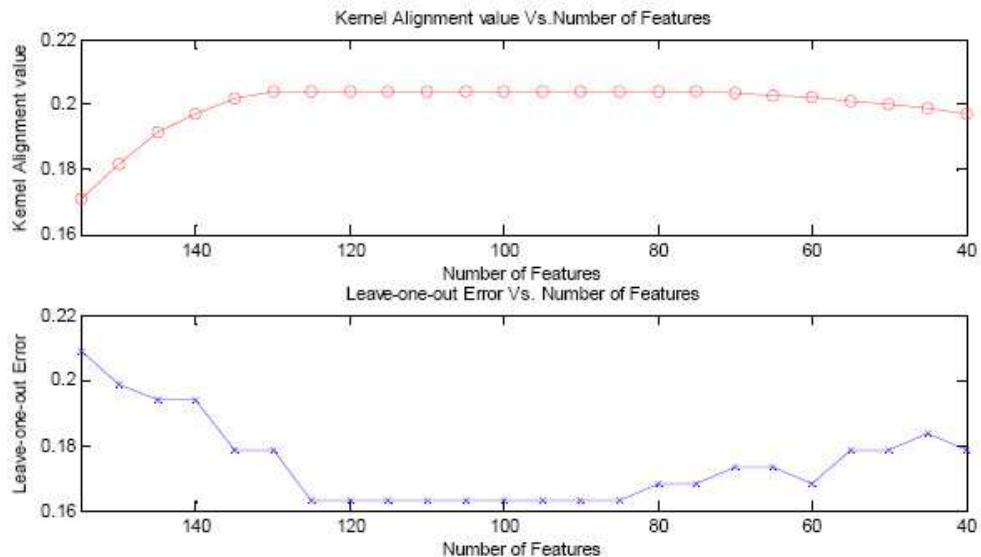 Kernel Alignment value Vs.Number of Features
0.22
0.2
0.18
0.16
Kernel Alignment value
140 120 100 80 60 40
Number of Features
Leave-one-out Error Vs. Number of Features
0.22
0.2
0.18
0.16
Leave-one-out Error
140 120 100 80 60 40
Number of Features